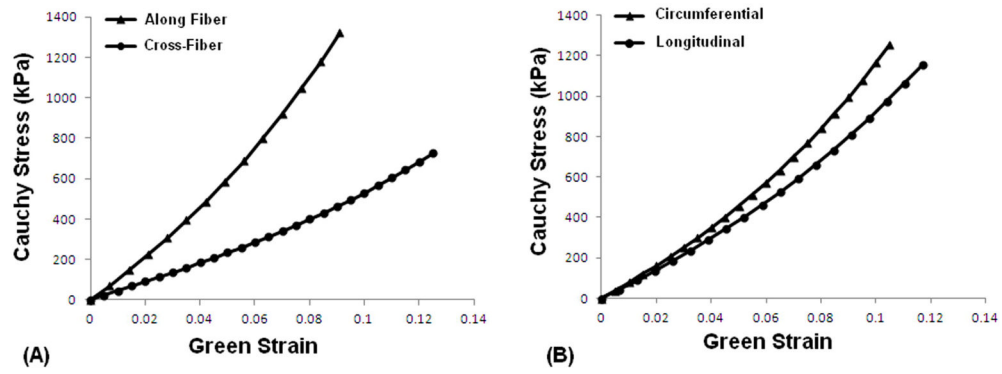 1400
1200
1000
800
600
400
200
0
Cauchy Stress (kPa)
Along Fiber
Cross-Fiber
0 0.02 0.04 0.06 0.08 0.1 0.12 0.14
Green Strain
(A)
1400
1200
1000
800
600
400
200
0
Cauchy Stress (kPa)
Circumferential
Longitudinal
0 0.02 0.04 0.06 0.08 0.1 0.12 0.14
Green Strain
(B)